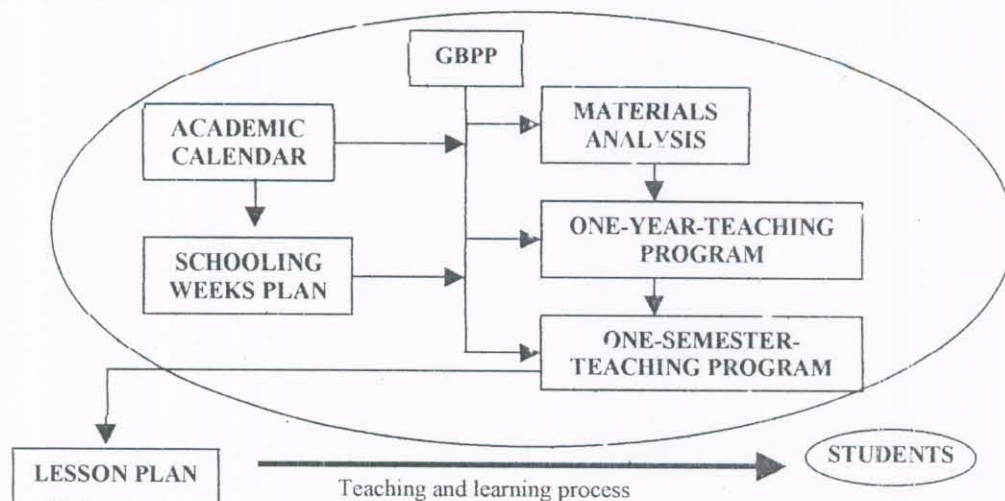 GBPP
ACADEMIC
CALENDAR
MATERIALS
ANALYSIS
SCHOOLING
WEEKS PLAN
ONE-YEAR-TEACHING
PROGRAM
ONE-SEMESTER-
TEACHING PROGRAM
LESSON PLAN
Teaching and learning process
STUDENTS